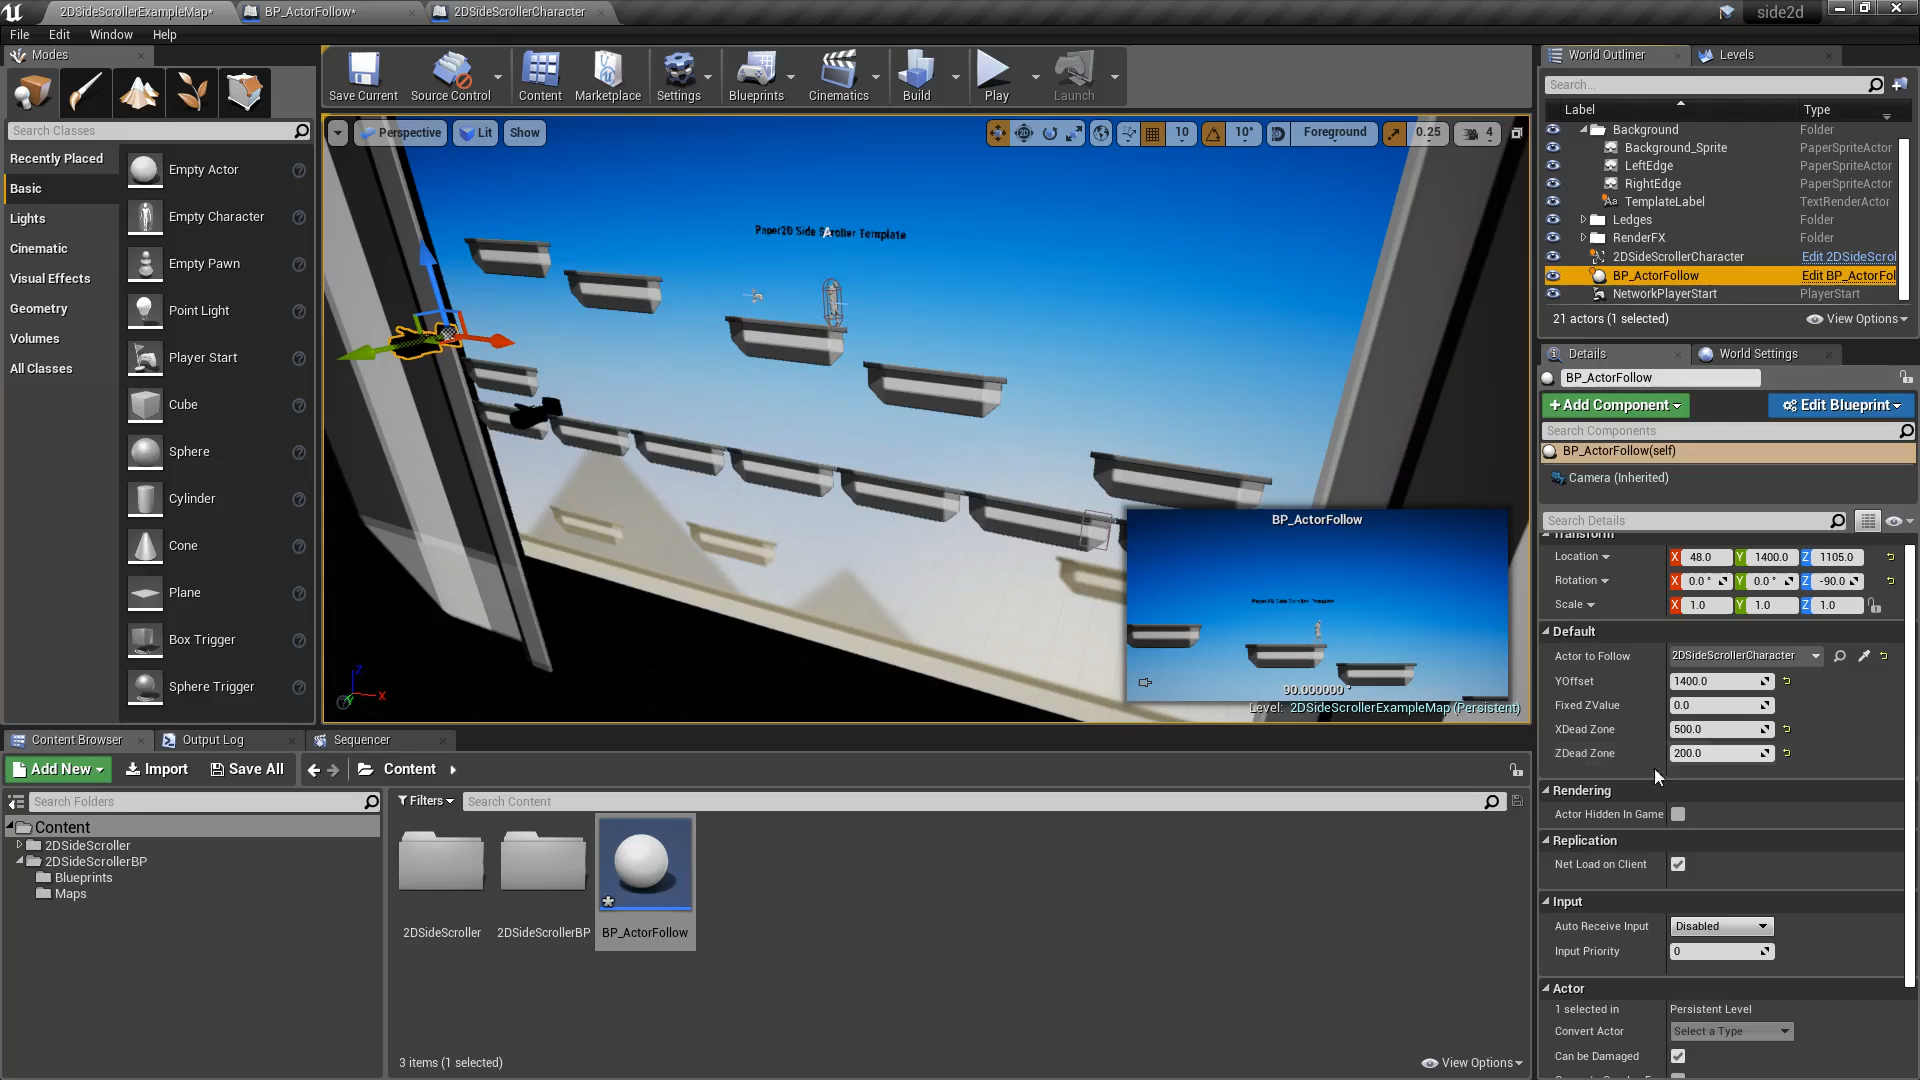 2DSideScrollerExampleMap*
BP_ActorFollow*
2DSideScrollerCharacter
side2d
File
Edit
Window
Help
Modes
Search Classes
Recently Placed
Basic
Lights
Cinematic
Visual Effects
Geometry
Volumes
All Classes
Empty Actor
Empty Character
Empty Pawn
Point Light
Player Start
Cube
Sphere
Cylinder
Cone
Plane
Box Trigger
Sphere Trigger
Save Current
Source Control
Content
Marketplace
Settings
Blueprints
Cinematics
Build
Play
Launch
Perspective
Lit
Show
10
10°
Foreground
0.25
4
Paper2D Side Scroller Template
X
Z
BP_ActorFollow
Paper2D Side Scroller Template
90.000000 °
Level: 2DSideScrollerExampleMap (Persistent)
World Outliner
Levels
Search...
Label
Type
Background
Folder
Background_Sprite
PaperSpriteActor
LeftEdge
PaperSpriteActor
RightEdge
PaperSpriteActor
TemplateLabel
TextRenderActor
Ledges
Folder
RenderFX
Folder
2DSideScrollerCharacter
Edit 2DSideScrol
BP_ActorFollow
Edit BP_ActorFol
NetworkPlayerStart
PlayerStart
21 actors (1 selected)
View Options
Details
World Settings
BP_ActorFollow
+Add Component
Edit Blueprint
Search Components
BP_ActorFollow(self)
Camera (Inherited)
Search Details
Transform
Location
X 48.0
Y 1400.0
Z 1105.0
Rotation
X 0.0 °
Y 0.0 °
Z -90.0
Scale
X 1.0
Y 1.0
Z 1.0
Default
Actor to Follow
2DSideScrollerCharacter
YOffset
1400.0
Fixed ZValue
0.0
XDead Zone
500.0
ZDead Zone
200.0
Rendering
Actor Hidden In Game
Replication
Net Load on Client
Input
Auto Receive Input
Disabled
Input Priority
0
Actor
1 selected in
Persistent Level
Convert Actor
Select a Type
Can be Damaged
Content Browser
Output Log
Sequencer
Add New
Import
Save All
Content
Search Folders
Filters
Search Content
Content
2DSideScroller
2DSideScrollerBP
Blueprints
Maps
2DSideScroller
2DSideScrollerBP
BP_ActorFollow
3 items (1 selected)
View Options